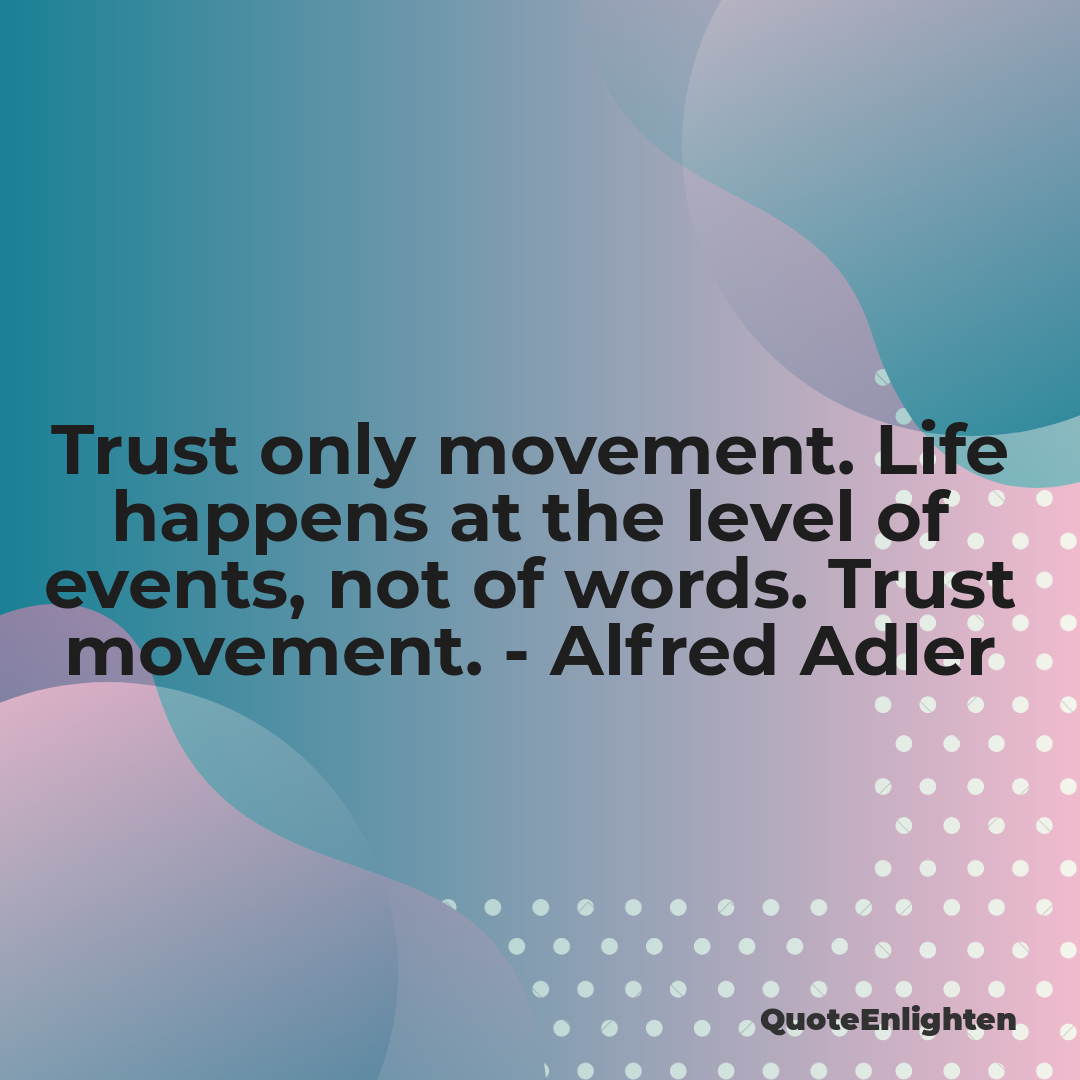 Trust only movement. Life
happens at the level of
events, not of words. Trust
movement. - Alfred Adler
QuoteEnlighten